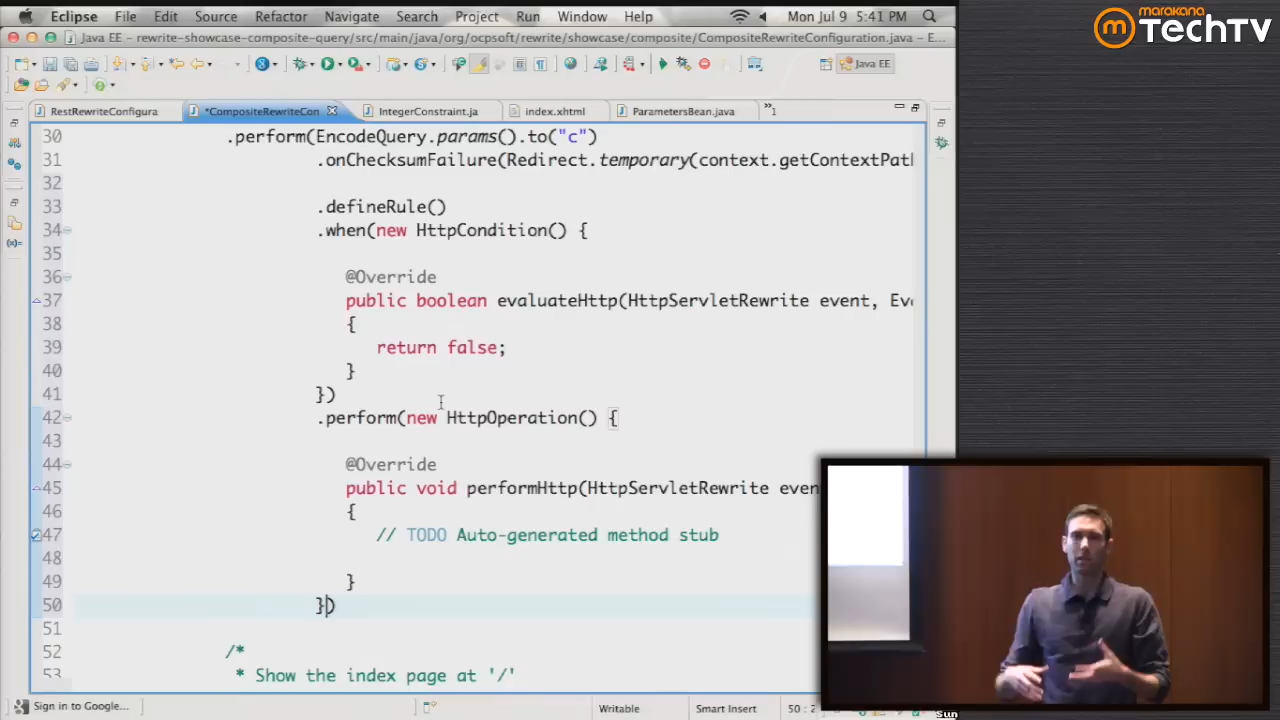 Eclipse File Edit Source Refactor Navigate Search Project Run Window Help Mon Jul 9 5:41 PM
marakana
TechTV
Java EE - rewrite-showcase-composite-query/src/main/java/org/ocpsoft/rewrite/showcase/composite/CompositeRewriteConfiguration.java - E...
Java EE
RestRewriteConfigura *CompositeRewriteCon IntegerConstraint.ja index.xhtml ParametersBean.java »1
30 .perform(EncodeQuery.params().to("c")
31 .onChecksumFailure(Redirect.temporary(context.getContextPath
32
33 .defineRule()
34 .when(new HttpCondition() {
35
36 @Override
37 public boolean evaluateHttp(HttpServletRewrite event, Ev
38 {
39 return false;
40 }
41 })
42 .perform(new HttpOperation() {
43
44 @Override
45 public void performHttp(HttpServletRewrite even
46 {
47 // TODO Auto-generated method stub
48
49 }
50 })
51
52 /*
53 * Show the index page at '/'
Sign in to Google... Writable Smart Insert 50 : 2
Sun